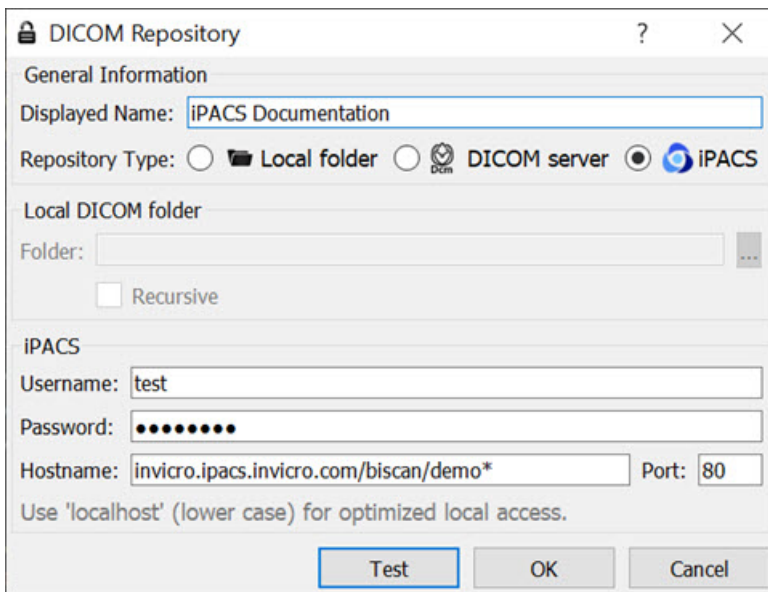 DICOM Repository ?
General Information
Displayed Name: iPACS Documentation
Repository Type: Local folder Dcm DICOM server iPACS
Local DICOM folder
Folder: ...
Recursive
iPACS
Username: test
Password: ●●●●●●●●
Hostname: invicro.ipacs.invicro.com/biscan/demo* Port: 80
Use 'localhost' (lower case) for optimized local access.
Test OK Cancel